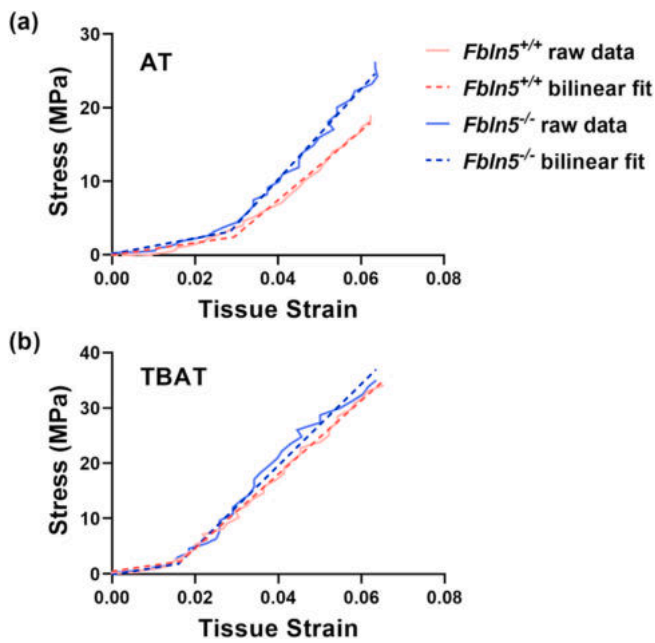 (a)
AT
Fbln5+/+ raw data
Fbln5+/+ bilinear fit
Fbln5-/- raw data
Fbln5-/- bilinear fit
Stress (MPa)
30
20
10
0
0.00 0.02 0.04 0.06 0.08
Tissue Strain
(b)
TBAT
Stress (MPa)
40
30
20
10
0
0.00 0.02 0.04 0.06 0.08
Tissue Strain